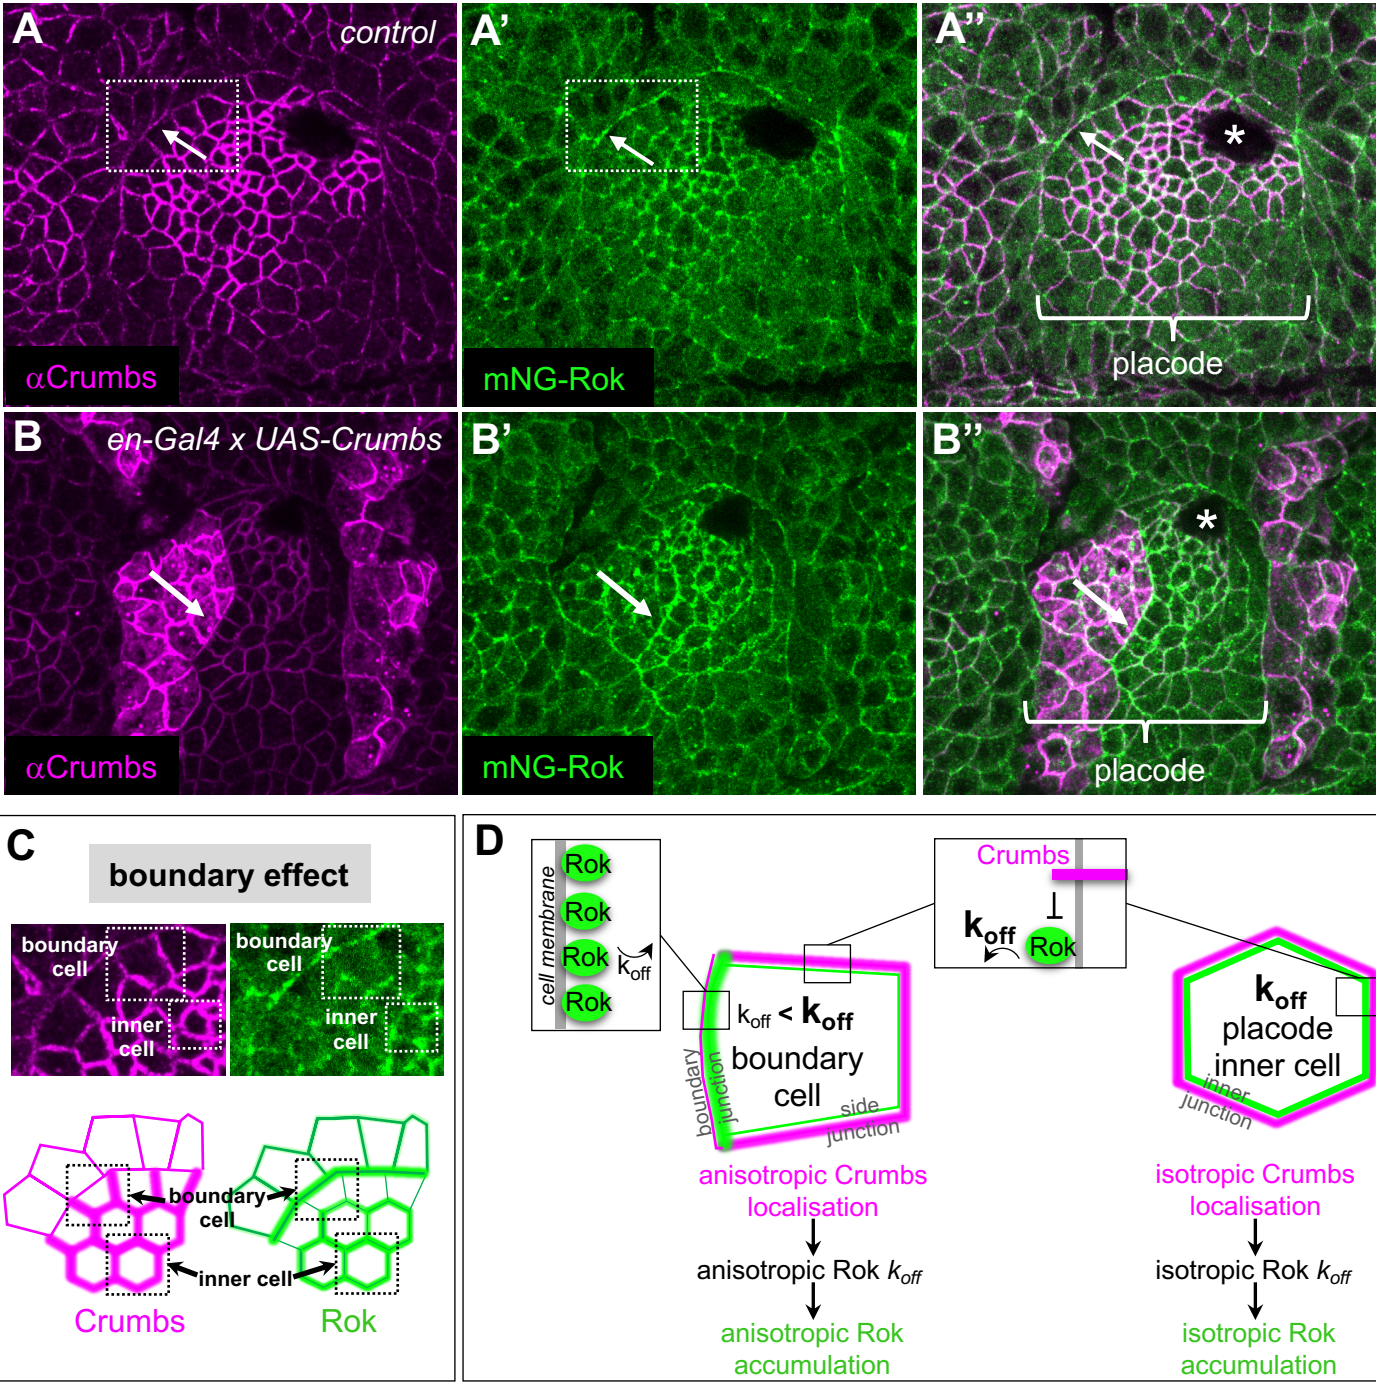 A
control
αCrumbs
A'
mNG-Rok
A''
*
placode
B
en-Gal4 x UAS-Crumbs
αCrumbs
B'
mNG-Rok
B''
*
placode
C
boundary effect
boundary
cell
inner
cell
boundary
cell
inner
cell
boundary
cell
inner cell
Crumbs
Rok
D
cell membrane
Rok
Rok
Rok
Rok
koff
Crumbs
koff
Rok
koff < koff
boundary
cell
boundary
junction
side
junction
koff
placode
inner cell
inner
junction
anisotropic Crumbs
localisation
anisotropic Rok koff
anisotropic Rok
accumulation
isotropic Crumbs
localisation
isotropic Rok koff
isotropic Rok
accumulation